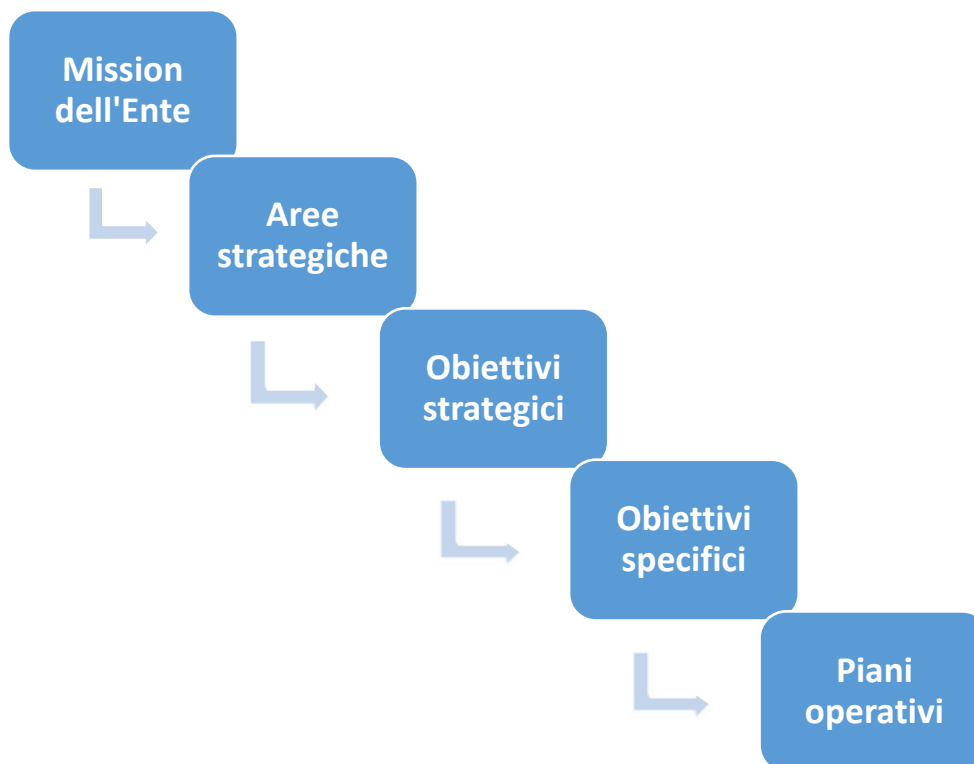 Mission
dell'Ente
Aree
strategiche
Obiettivi
strategici
Obiettivi
specifici
Piani
operativi